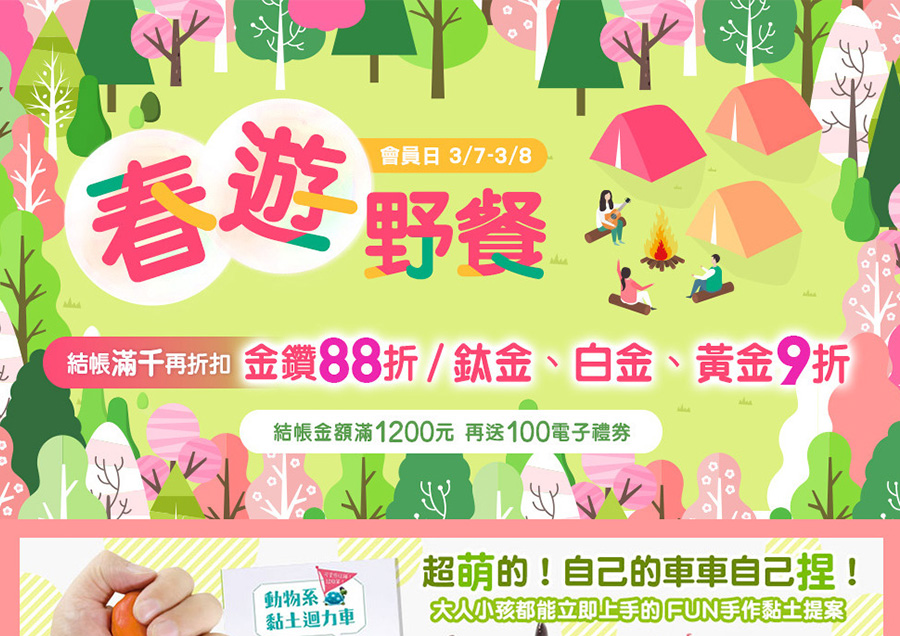 會員日 3/7-3/8
春遊野餐
結帳滿千再折扣 金鑽88折 / 鈦金、白金、黃金9折
結帳金額滿1200元 再送100電子禮券
超萌的！自己的車車自己捏！
大人小孩都能立即上手的 FUN手作黏土提案
動物系
黏土迴力車